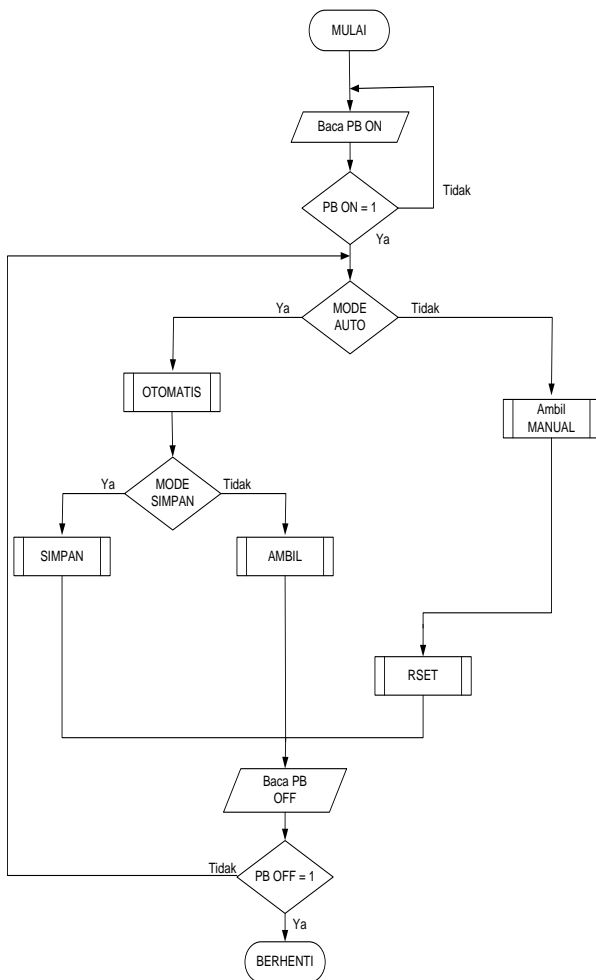 MULAI
Baca PB ON
PB ON = 1
Tidak
Ya
MODE
AUTO
Ya
Tidak
OTOMATIS
Ambil
MANUAL
MODE
SIMPAN
Ya
Tidak
SIMPAN
AMBIL
RSET
Baca PB
OFF
PB OFF = 1
Tidak
Ya
BERHENTI